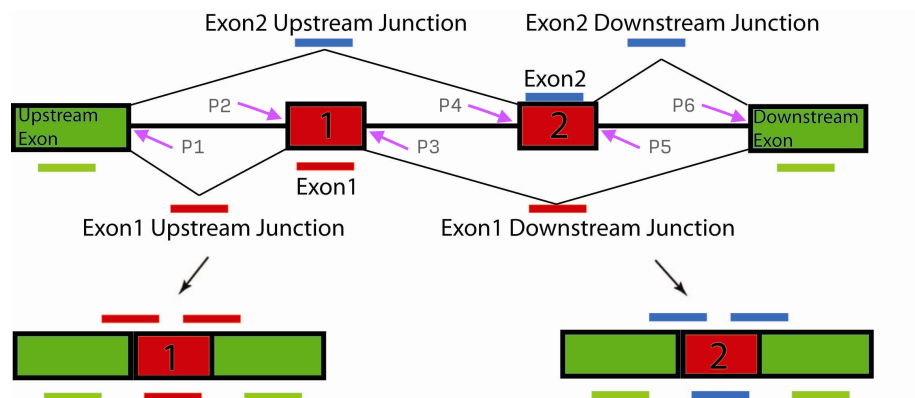 Exon2 Upstream Junction
Exon2 Downstream Junction
Exon2
Upstream
Exon
P2
1
P4
2
P6
Downstream
Exon
P1
P3
P5
Exon1
Exon1 Upstream Junction
Exon1 Downstream Junction
1
2